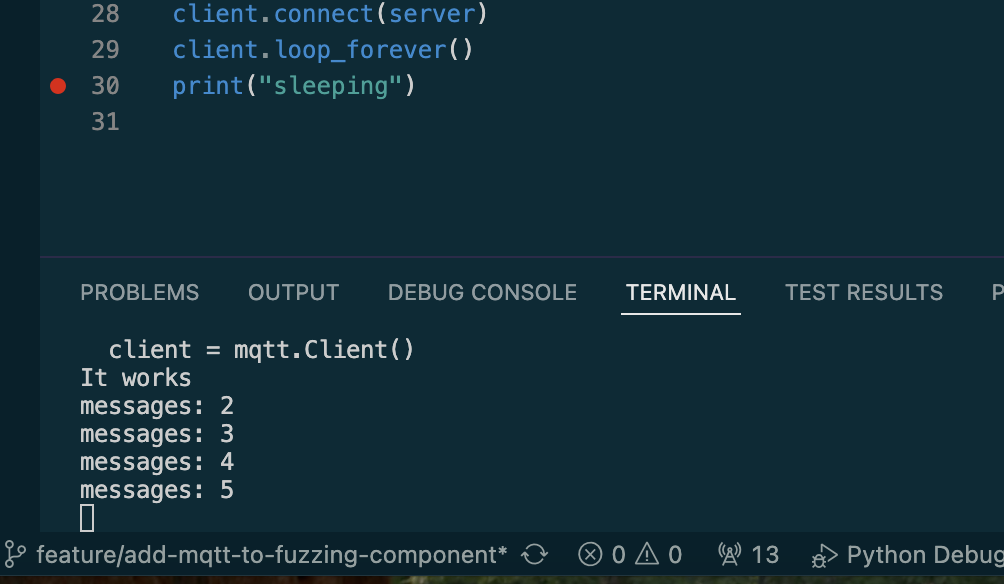 28 client.connect(server)
29 client.loop_forever()
30 print("sleeping")
31
PROBLEMS OUTPUT DEBUG CONSOLE TERMINAL TEST RESULTS P
client = mqtt.Client()
It works
messages: 2
messages: 3
messages: 4
messages: 5
feature/add-mqtt-to-fuzzing-component* 0 0 13 Python Debug